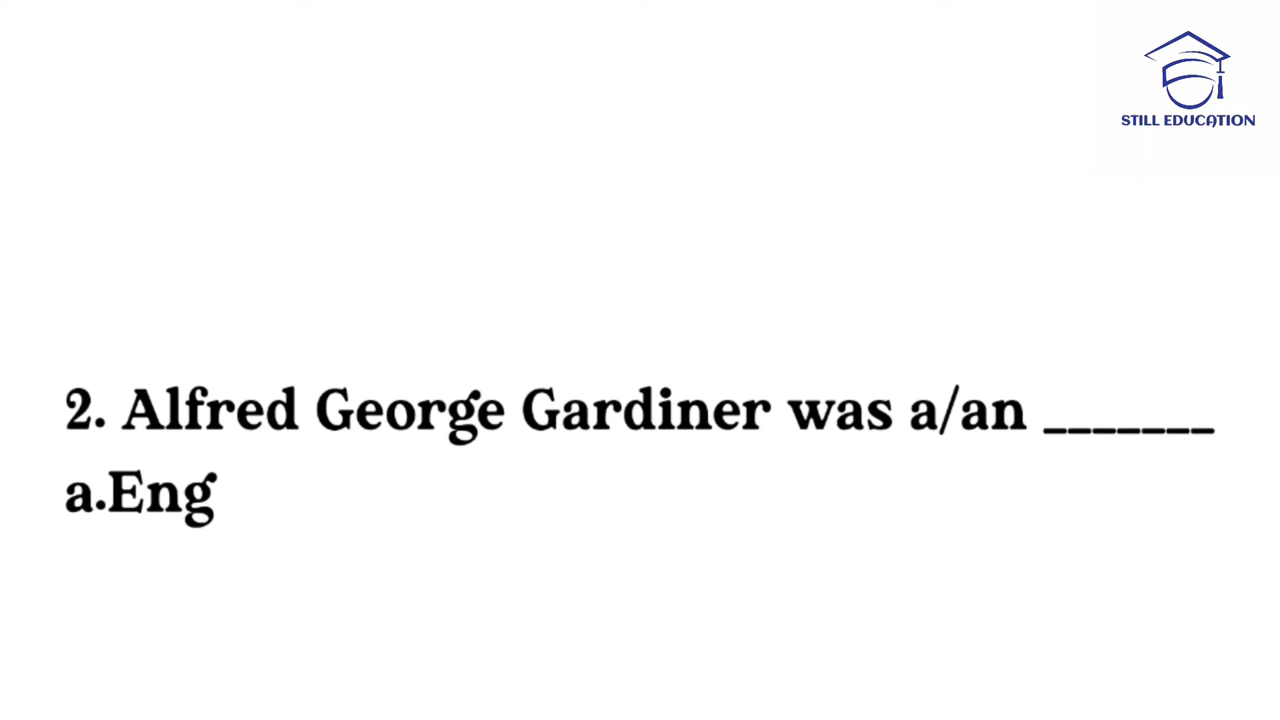 STILL EDUCATION
2. Alfred George Gardiner was a/an _______
a.Eng